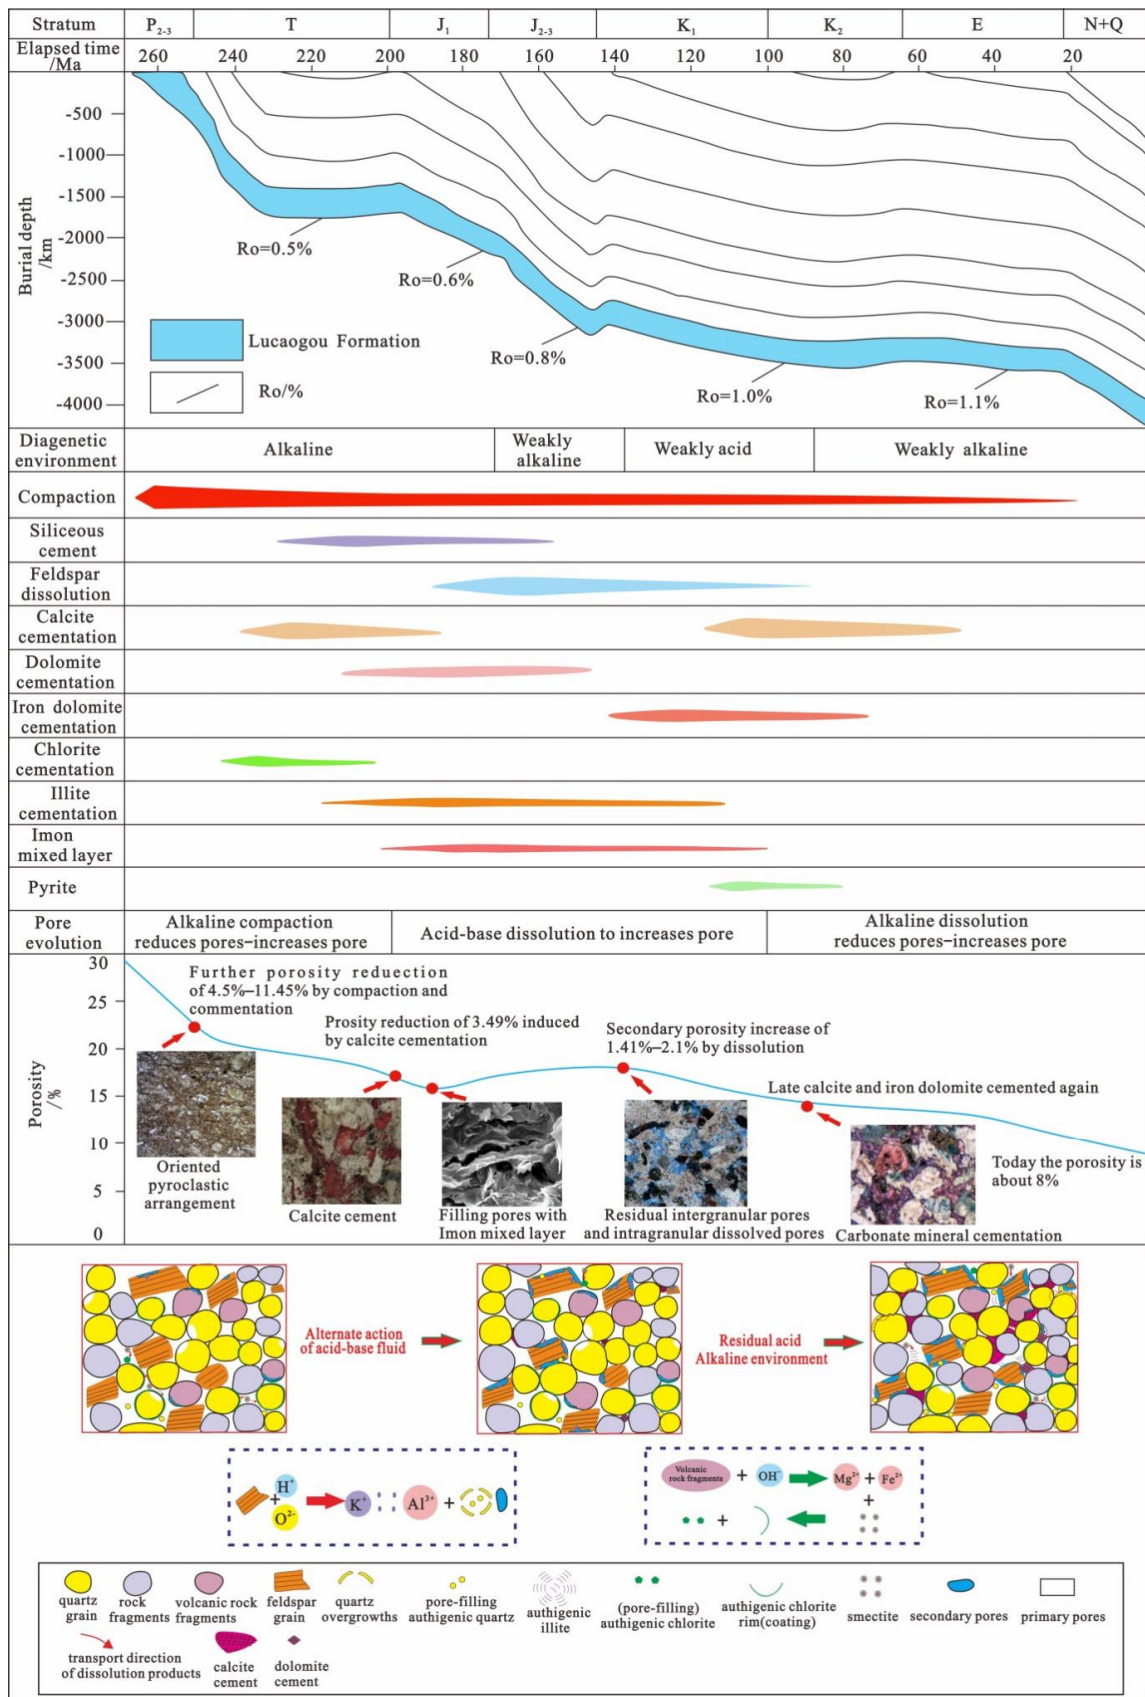 Stratum P₂₋₃ T J₁ J₂₋₃ K₁ K₂ E N+Q
Elapsed time
/Ma
260 240 220 200 180 160 140 120 100 80 60 40 20
Burial depth
/km
-500
-1000
-1500
-2000
-2500
-3000
-3500
-4000
Ro=0.5%
Ro=0.6%
Ro=0.8%
Ro=1.0%
Ro=1.1%
Lucaogou Formation
Ro/%
Diagenetic
environment
Alkaline
Weakly
alkaline
Weakly acid
Weakly alkaline
Compaction
Siliceous
cement
Feldspar
dissolution
Calcite
cementation
Dolomite
cementation
Iron dolomite
cementation
Chlorite
cementation
Illite
cementation
Imon
mixed layer
Pyrite
Pore
evolution
Alkaline compaction
reduces pores–increases pore
Acid-base dissolution to increases pore
Alkaline dissolution
reduces pores–increases pore
Porosity
/%
30
25
20
15
10
5
0
Further porosity reduection
of 4.5%–11.45% by compaction and
commentation
Prosity reduction of 3.49% induced
by calcite cementation
Secondary porosity increase of
1.41%–2.1% by dissolution
Late calcite and iron dolomite cemented again
Today the porosity is
about 8%
Oriented
pyroclastic
arrangement
Calcite cement
Filling pores with
Imon mixed layer
Residual intergranular pores
and intragranular dissolved pores
Carbonate mineral cementation
Alternate action
of acid-base fluid
Residual acid
Alkaline environment
H⁺
+
O²⁻
K⁺
Al³⁺ +
Volcanic
rock fragments
+ OH⁻
Mg²⁺ + Fe²⁺
+
+
quartz
grain
rock
fragments
volcanic rock
fragments
feldspar
grain
quartz
overgrowths
pore-filling
authigenic quartz
authigenic
illite
(pore-filling)
authigenic chlorite
authigenic chlorite
rim(coating)
smectite
secondary pores
primary pores
transport direction
of dissolution products
calcite
cement
dolomite
cement